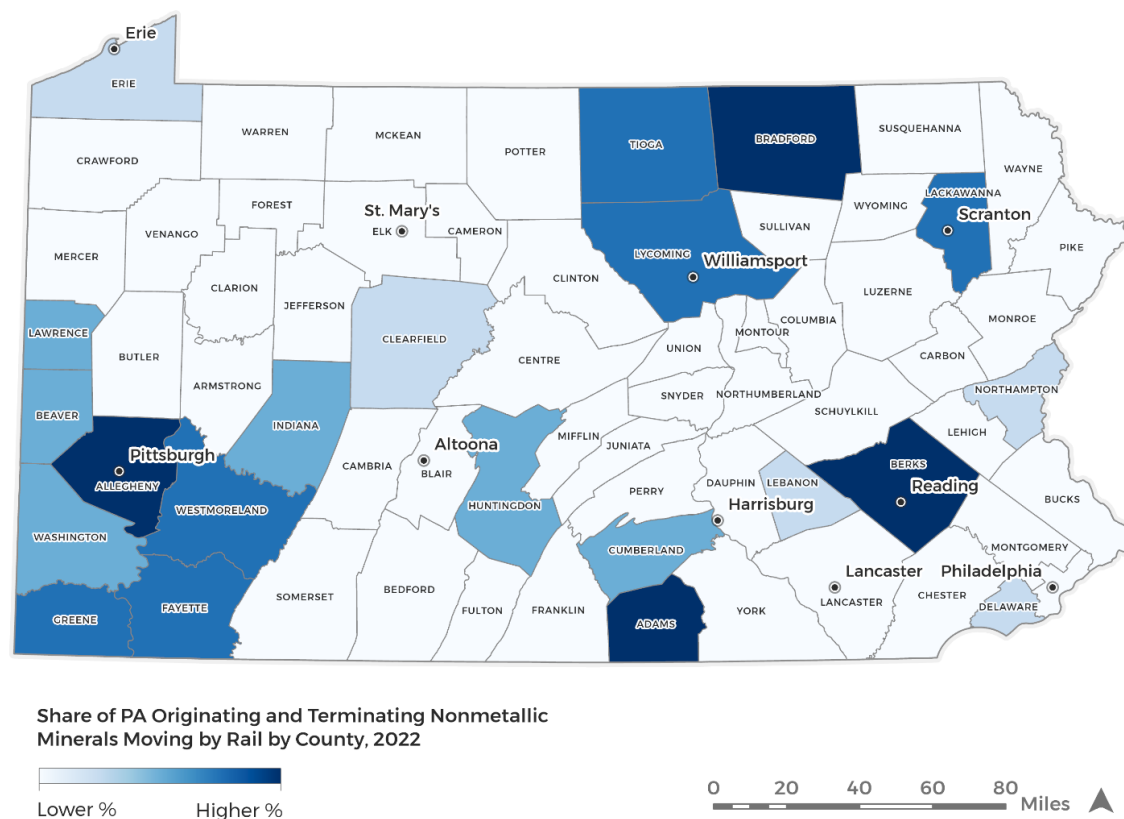 Erie
ERIE
WARREN
MCKEAN
POTTER
TIOGA
BRADFORD
SUSQUEHANNA
CRAWFORD
WAYNE
FOREST
LACKAWANNA
WYOMING
Scranton
St. Mary's
ELK
CAMERON
VENANGO
SULLIVAN
PIKE
MERCER
LYCOMING
Williamsport
CLINTON
CLARION
LUZERNE
JEFFERSON
MONROE
COLUMBIA
MONTOUR
LAWRENCE
CLEARFIELD
UNION
BUTLER
CENTRE
CARBON
ARMSTRONG
NORTHAMPTON
SNYDER
NORTHUMBERLAND
SCHUYLKILL
BEAVER
INDIANA
LEHIGH
MIFFLIN
JUNIATA
Altoona
BLAIR
Pittsburgh
ALLEGHENY
CAMBRIA
BERKS
Reading
DAUPHIN
LEBANON
PERRY
BUCKS
Harrisburg
HUNTINGDON
WESTMORELAND
WASHINGTON
CUMBERLAND
MONTGOMERY
Lancaster
LANCASTER
Philadelphia
BEDFORD
SOMERSET
CHESTER
DELAWARE
FAYETTE
FULTON
FRANKLIN
YORK
GREENE
ADAMS
Share of PA Originating and Terminating Nonmetallic
Minerals Moving by Rail by County, 2022
Lower %
Higher %
0 20 40 60 80
Miles